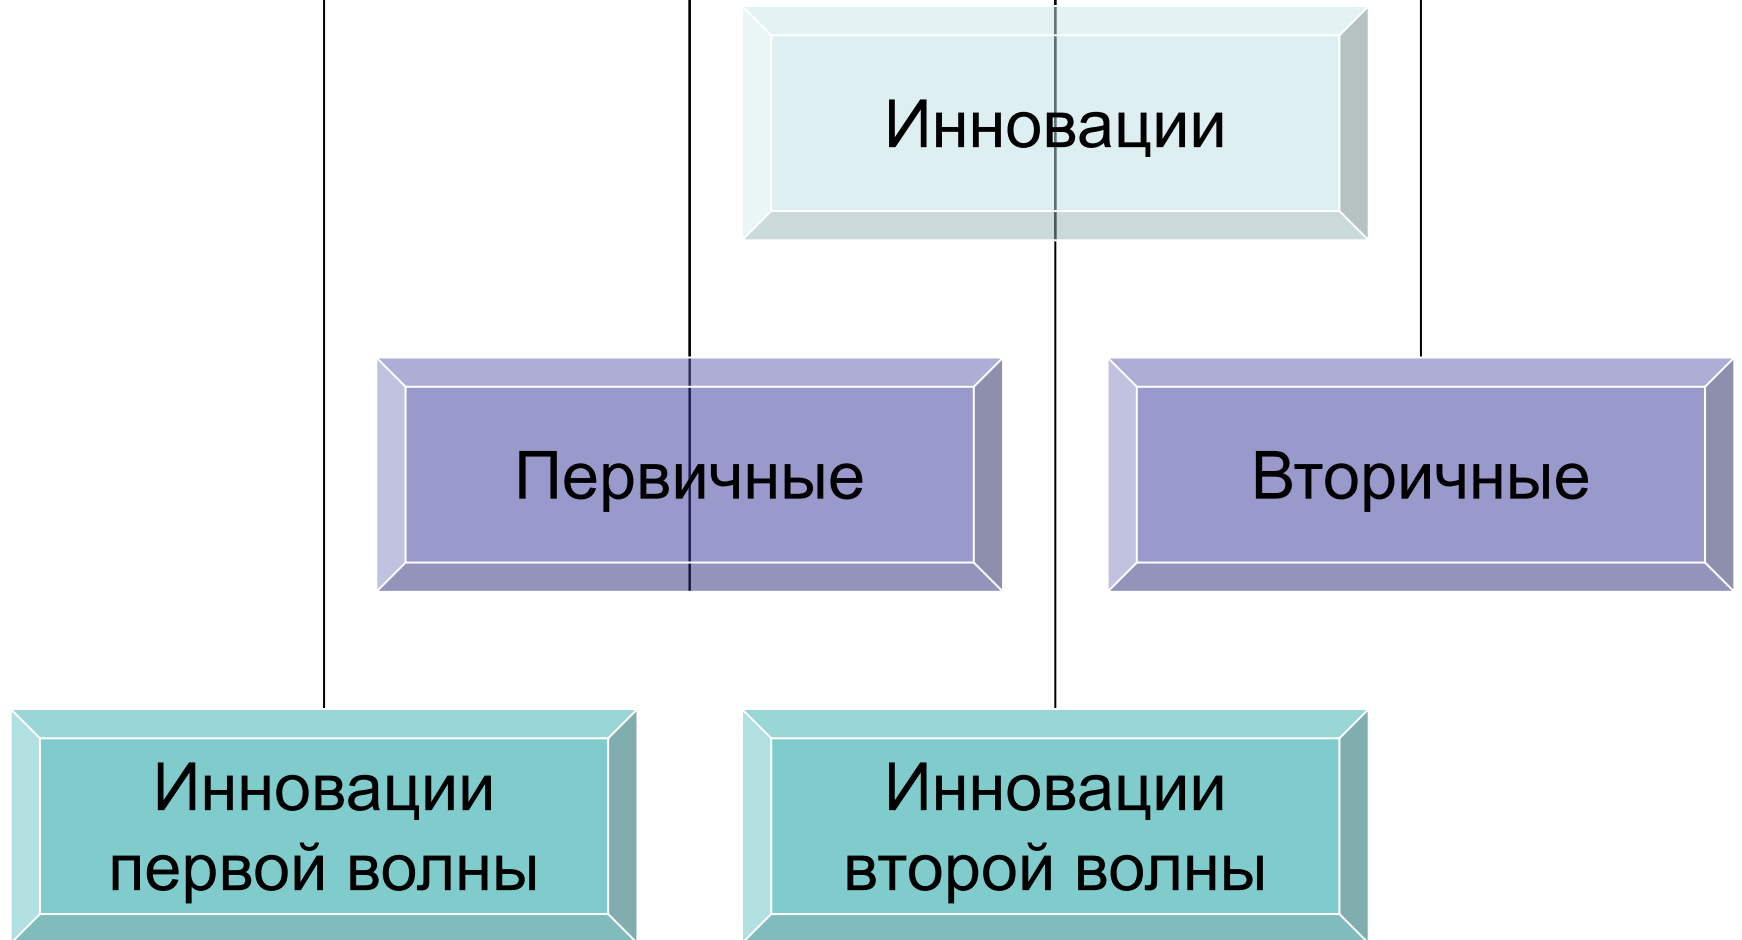 Инновации
Первичные
Вторичные
Инновации
первой волны
Инновации
второй волны